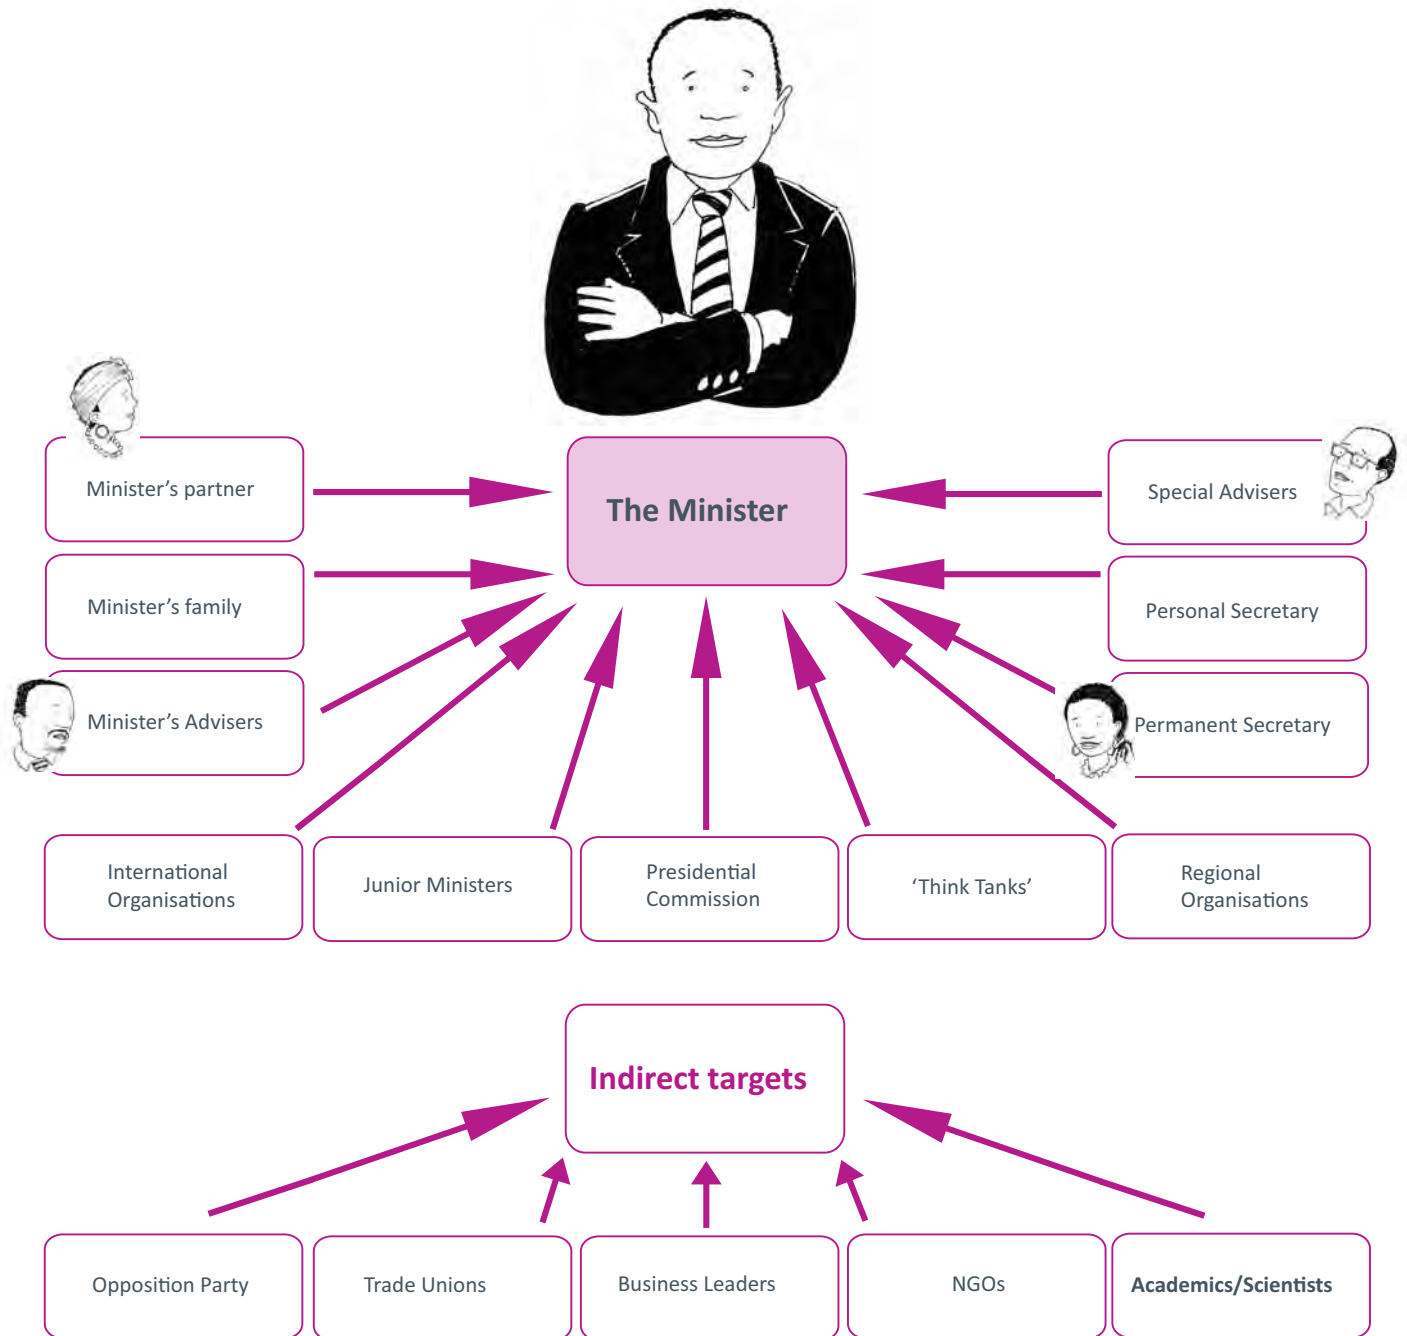 Minister’s partner
The Minister
Special Advisers
Minister’s family
Personal Secretary
Minister’s Advisers
Permanent Secretary
International
Organisations
Junior Ministers
Presidential
Commission
‘Think Tanks’
Regional
Organisations
Indirect targets
Opposition Party
Trade Unions
Business Leaders
NGOs
Academics/Scientists